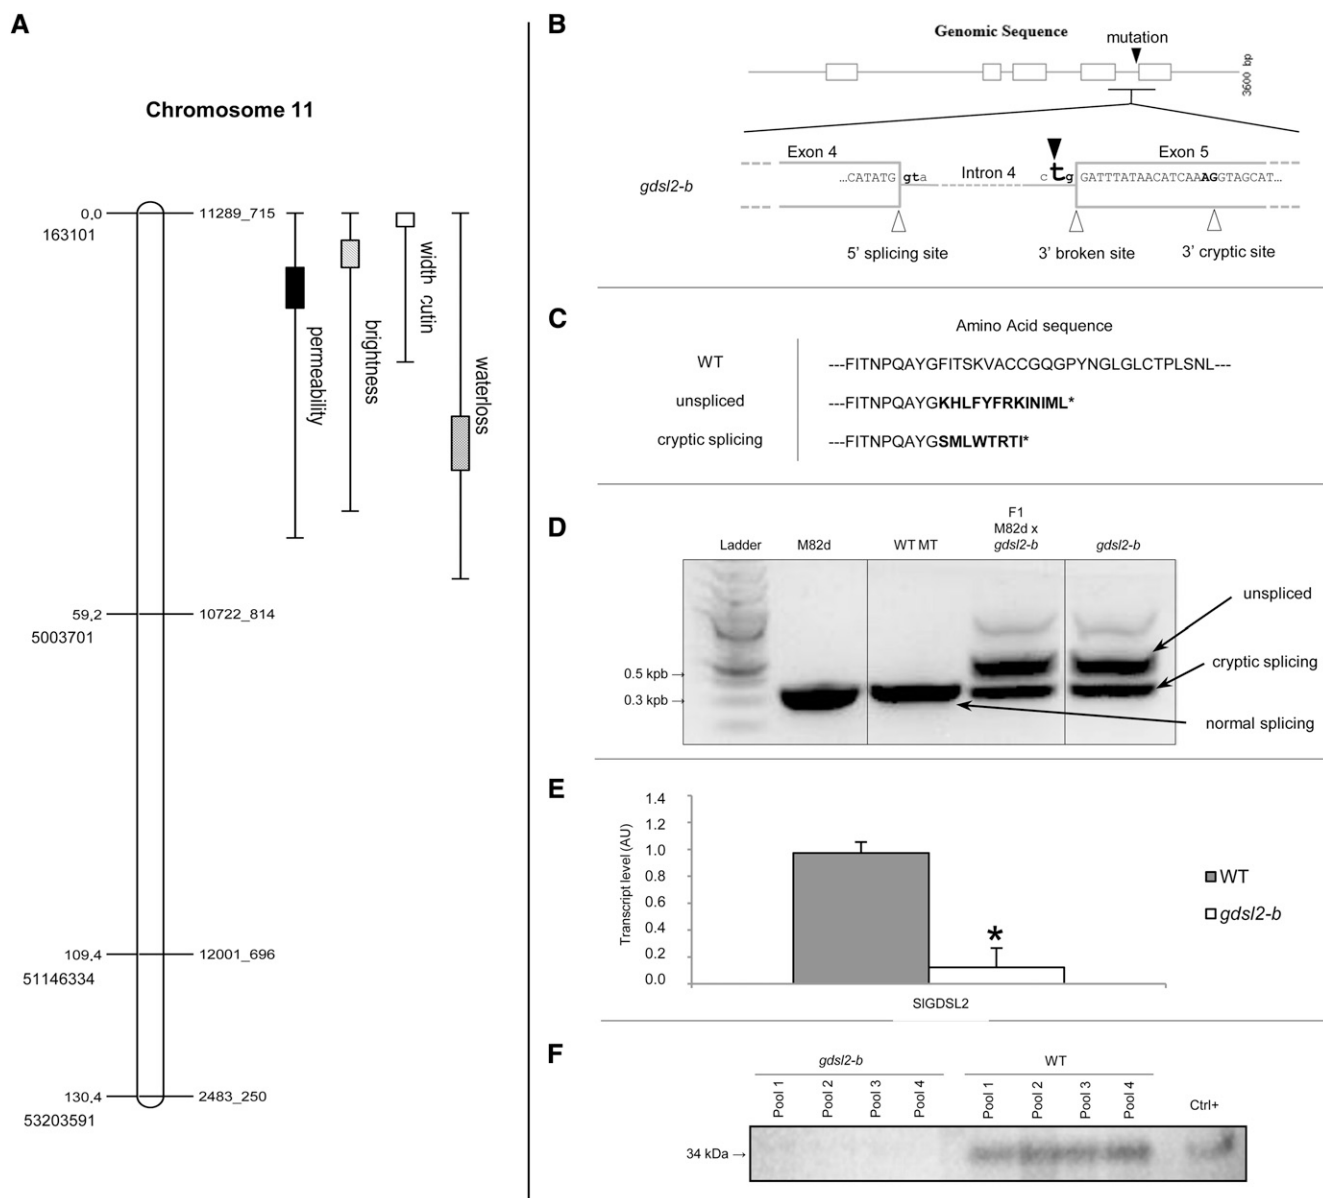 A
Chromosome 11
0,0
163101
11289_715
permeability
brightness
width cutin
waterloss
59,2
5003701
10722_814
109,4
51146334
12001_696
130,4
53203591
2483_250
B
Genomic Sequence
mutation
3600 bp
Exon 4
Exon 5
gdsl2-b
...CATATG gta
Intron 4
c t g GATTTATAACATCAAAGGTAGCAT...
5' splicing site
3' broken site
3' cryptic site
C
Amino Acid sequence
WT
---FITNPQAYGFITSKVACCGQGPYNGLGLCTPLSNL---
unspliced
---FITNPQAYGKHLFYFRKINIML*
cryptic splicing
---FITNPQAYGSMLWTRTI*
D
Ladder
M82d
WT MT
F1
M82d x
gdsl2-b
gdsl2-b
0.5 kpb →
0.3 kpb →
unspliced
cryptic splicing
normal splicing
E
Transcript level (AU)
1.4
1.2
1.0
0.8
0.6
0.4
0.2
0.0
*
SlGDSL2
WT
gdsl2-b
F
gdsl2-b
WT
Pool 1
Pool 2
Pool 3
Pool 4
Pool 1
Pool 2
Pool 3
Pool 4
Ctrl+
34 kDa →